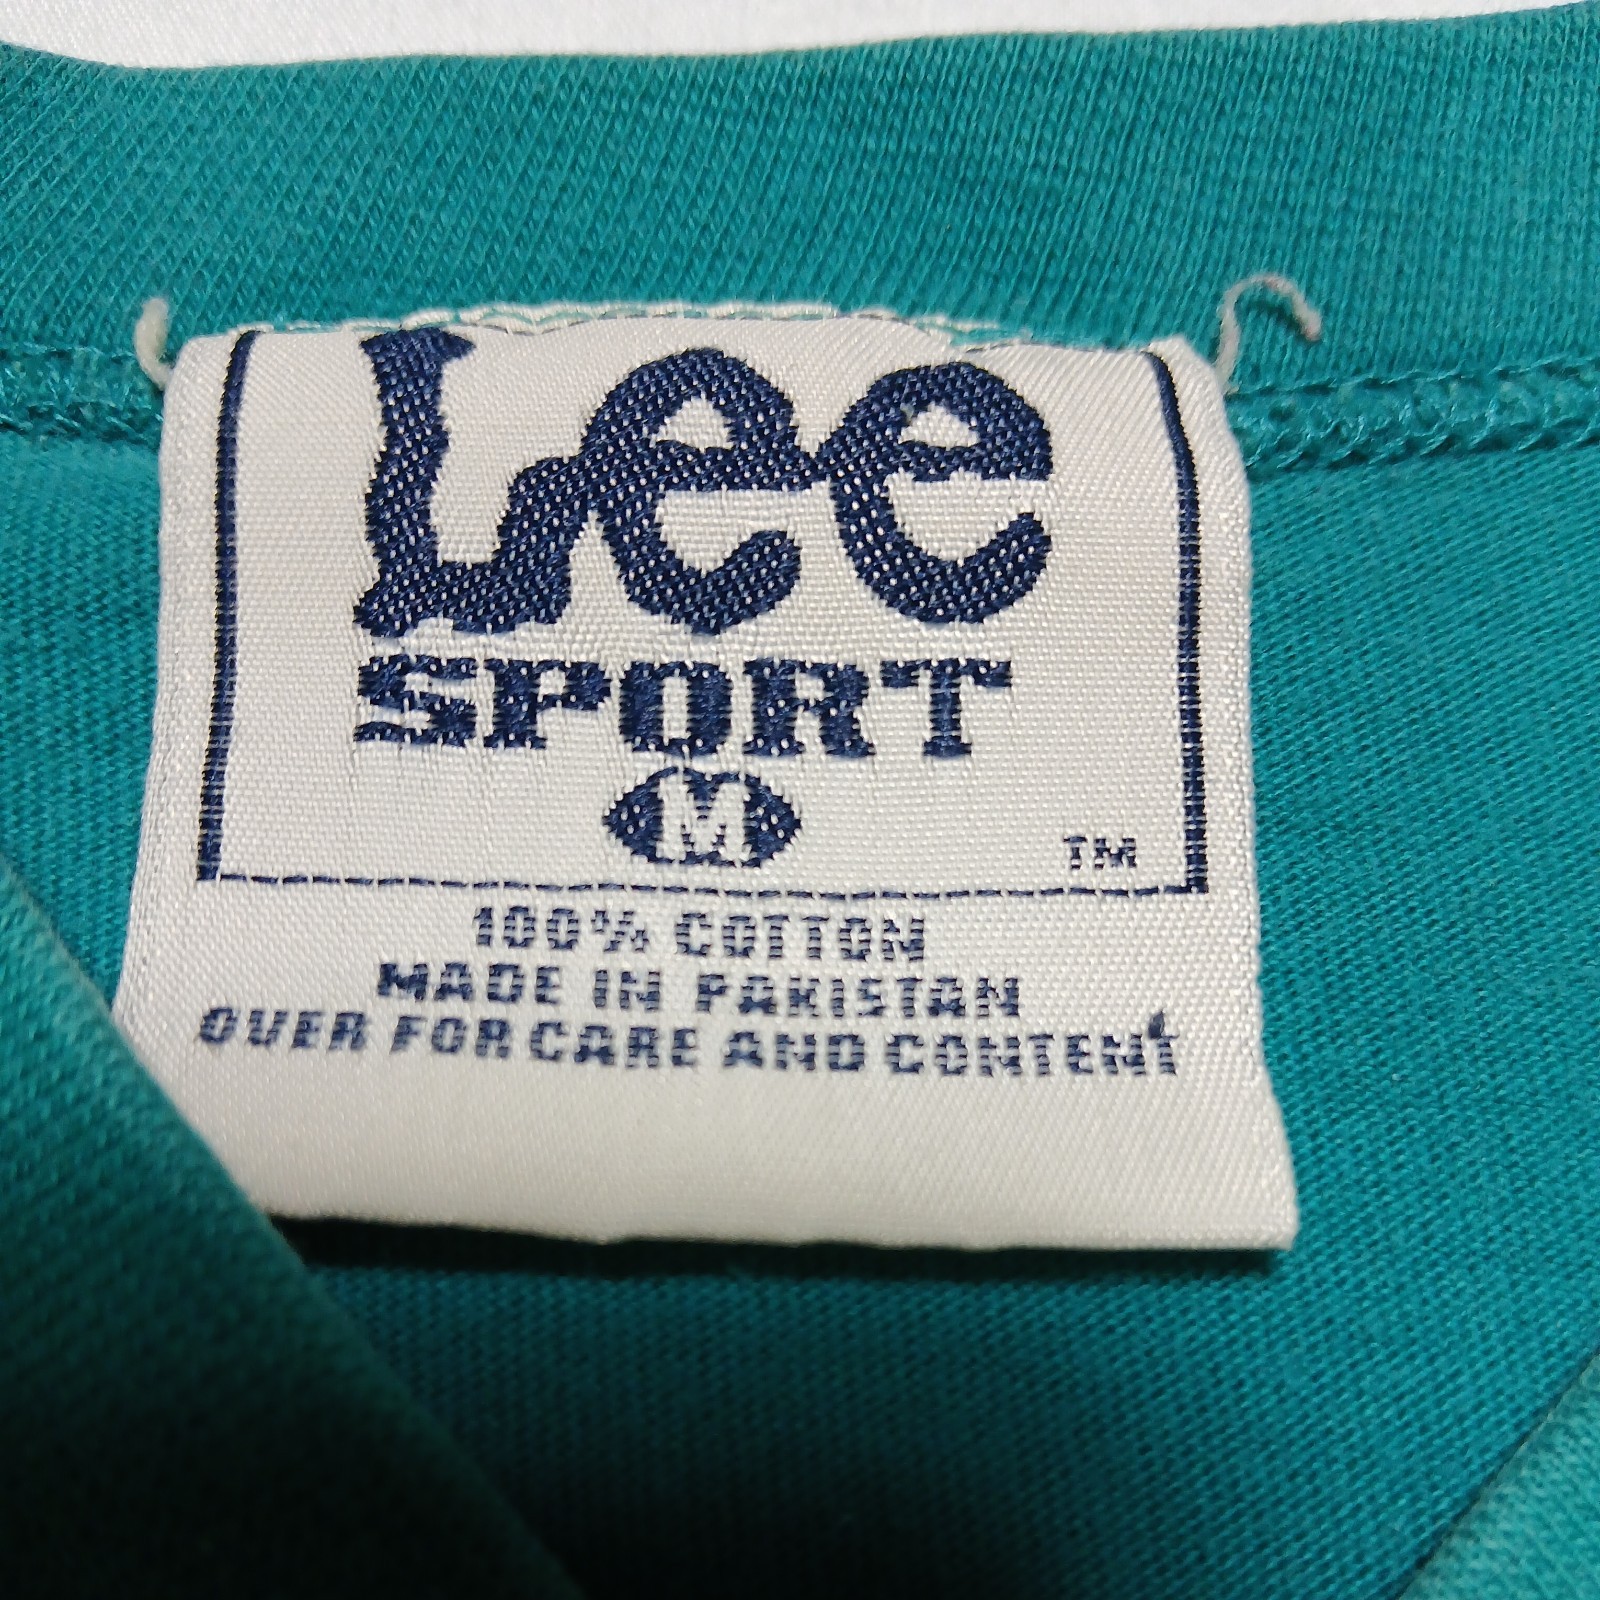 Lee
SPORT
M
TM
100% COTTON
MADE IN PAKISTAN
OVER FOR CARE AND CONTENT